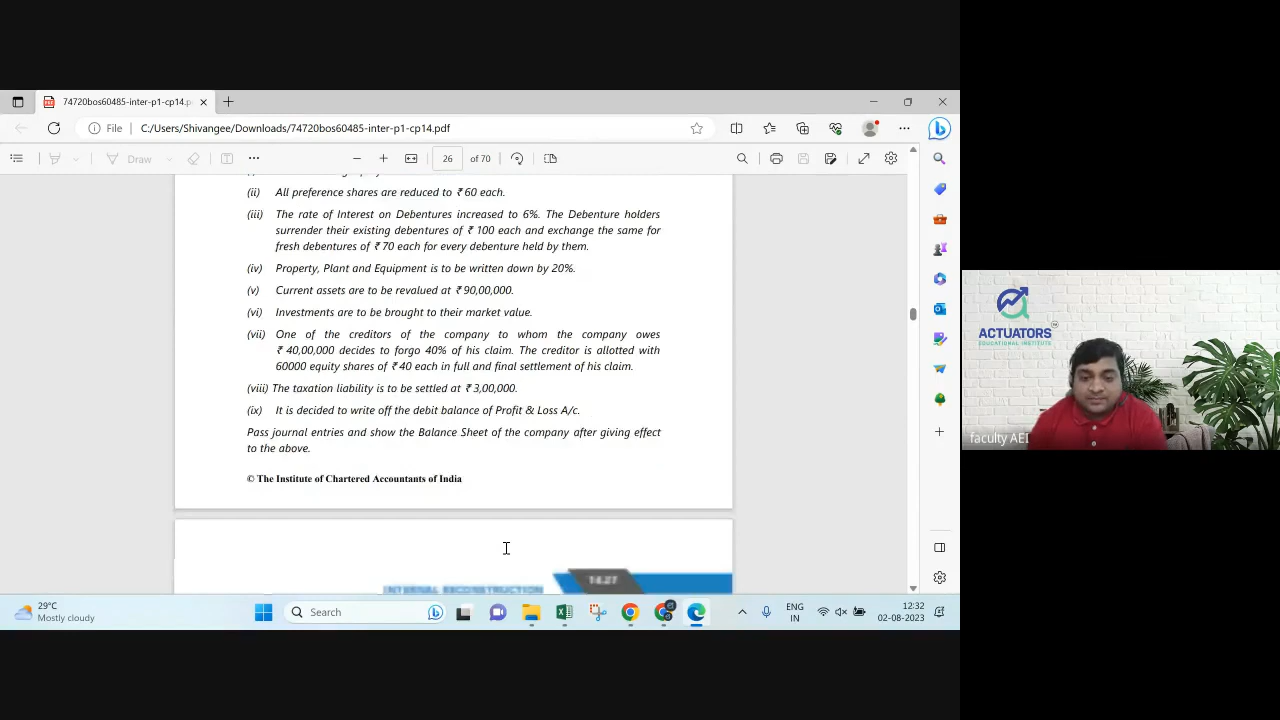 74720bos60485-inter-p1-cp14.p
File
C:/Users/Shivangee/Downloads/74720bos60485-inter-p1-cp14.pdf
Draw
26
of 70
(ii) All preference shares are reduced to ₹ 60 each.
(iii) The rate of Interest on Debentures increased to 6%. The Debenture holders
surrender their existing debentures of ₹ 100 each and exchange the same for
fresh debentures of ₹ 70 each for every debenture held by them.
(iv) Property, Plant and Equipment is to be written down by 20%.
(v) Current assets are to be revalued at ₹ 90,00,000.
(vi) Investments are to be brought to their market value.
(vii) One of the creditors of the company to whom the company owes
₹ 40,00,000 decides to forgo 40% of his claim. The creditor is allotted with
60000 equity shares of ₹ 40 each in full and final settlement of his claim.
(viii) The taxation liability is to be settled at ₹ 3,00,000.
(ix) It is decided to write off the debit balance of Profit & Loss A/c.
Pass journal entries and show the Balance Sheet of the company after giving effect
to the above.
© The Institute of Chartered Accountants of India
INTERNAL RECONSTRUCTION
14.27
ACTUATORS
EDUCATIONAL INSTITUTE
faculty AEI
29°C
Mostly cloudy
Search
ENG
IN
12:32
02-08-2023